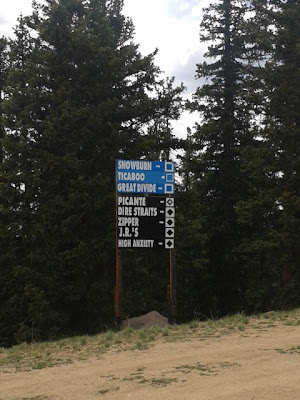 SNOWBURN
TICABOO
GREAT DIVIDE
PICANTE
DIRE STRAITS
ZIPPER
J.R.'S
HIGH ANXIETY